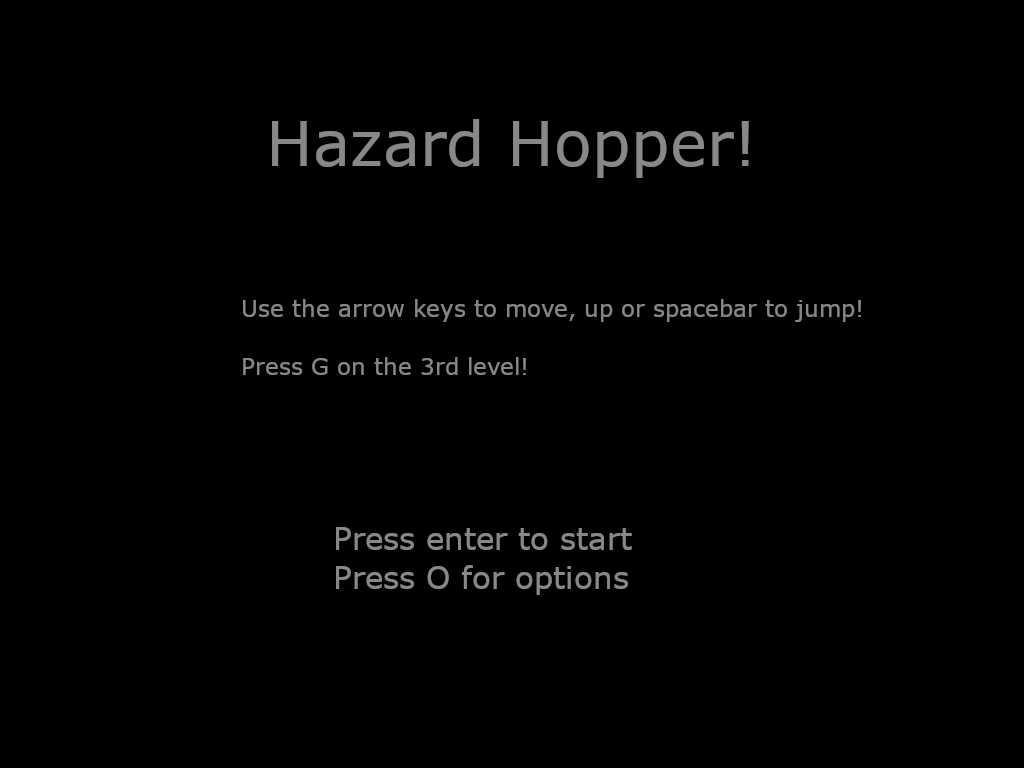 Hazard Hopper!
Use the arrow keys to move, up or spacebar to jump!
Press G on the 3rd level!
Press enter to start
Press O for options